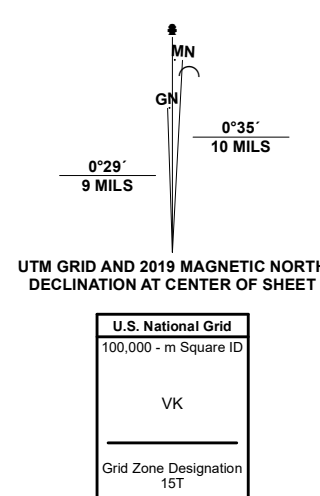 MN
GN
0°35´
10 MILS
0°29´
9 MILS
UTM GRID AND 2019 MAGNETIC NORTH
DECLINATION AT CENTER OF SHEET
U.S. National Grid
100,000 - m Square ID
VK
Grid Zone Designation
15T